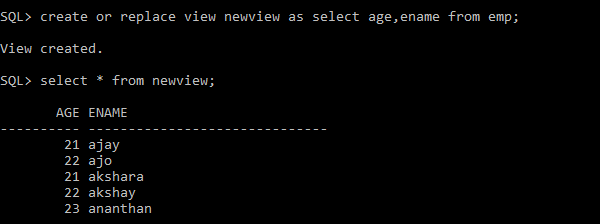 SQL> create or replace view newview as select age,ename from emp;
View created.
SQL> select * from newview;
AGE ENAME
---------- ------------------------------
21 ajay
22 ajo
21 akshara
22 akshay
23 ananthan